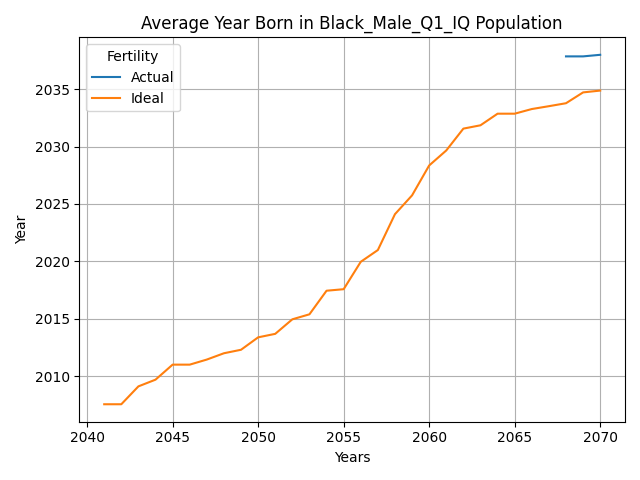 Average Year Born in Black_Male_Q1_IQ Population
Fertility
Actual
Ideal
2035
2030
2025
2020
2015
2010
Year
2040 2045 2050 2055 2060 2065 2070
Years